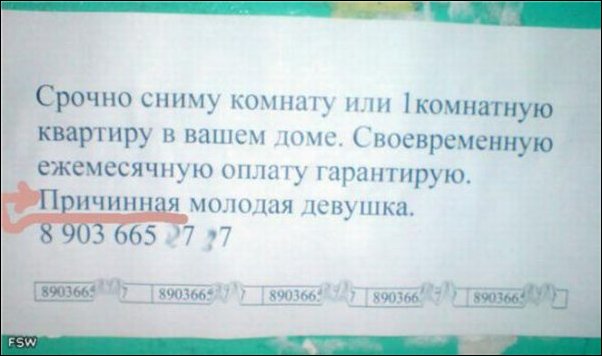 Срочно сниму комнату или 1комнатную
квартиру в вашем доме. Своевременную
ежемесячную оплату гарантирую.
Причинная молодая девушка.
8 903 665
FSW